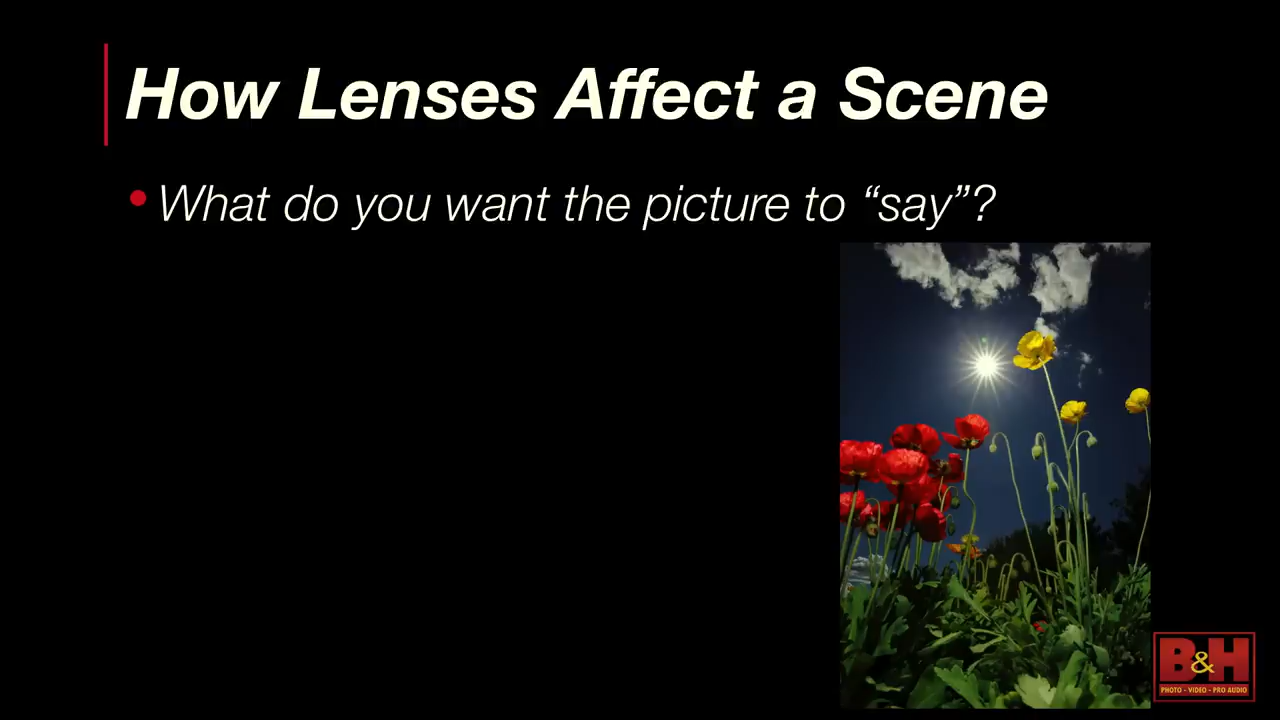 How Lenses Affect a Scene
• What do you want the picture to “say”?
B&H
PHOTO - VIDEO - PRO AUDIO